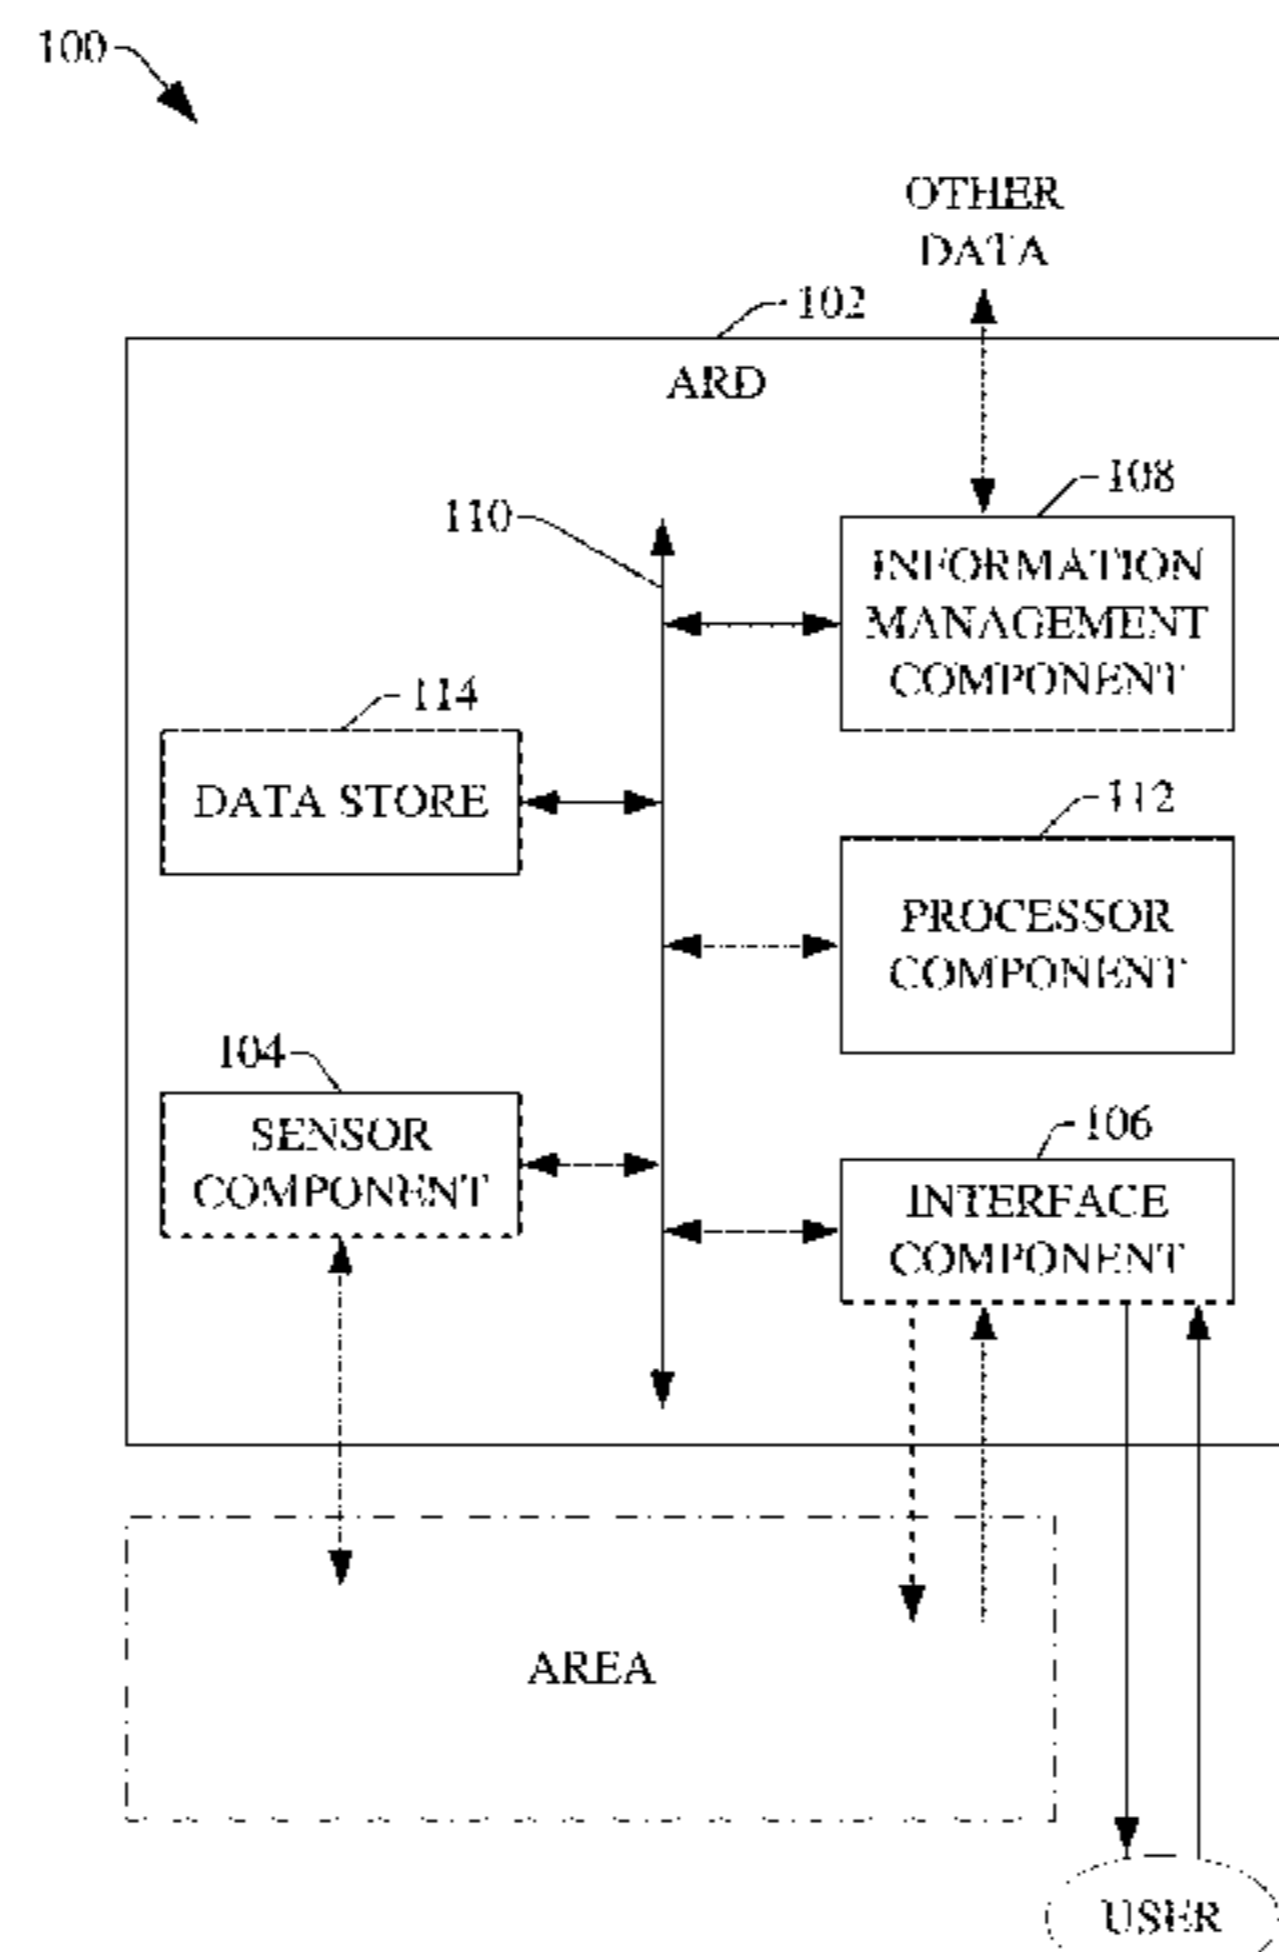 100
OTHER
DATA
102
ARD
108
110
INFORMATION
MANAGEMENT
COMPONENT
114
DATA STORE
112
PROCESSOR
COMPONENT
104
SENSOR
COMPONENT
106
INTERFACE
COMPONENT
AREA
USER